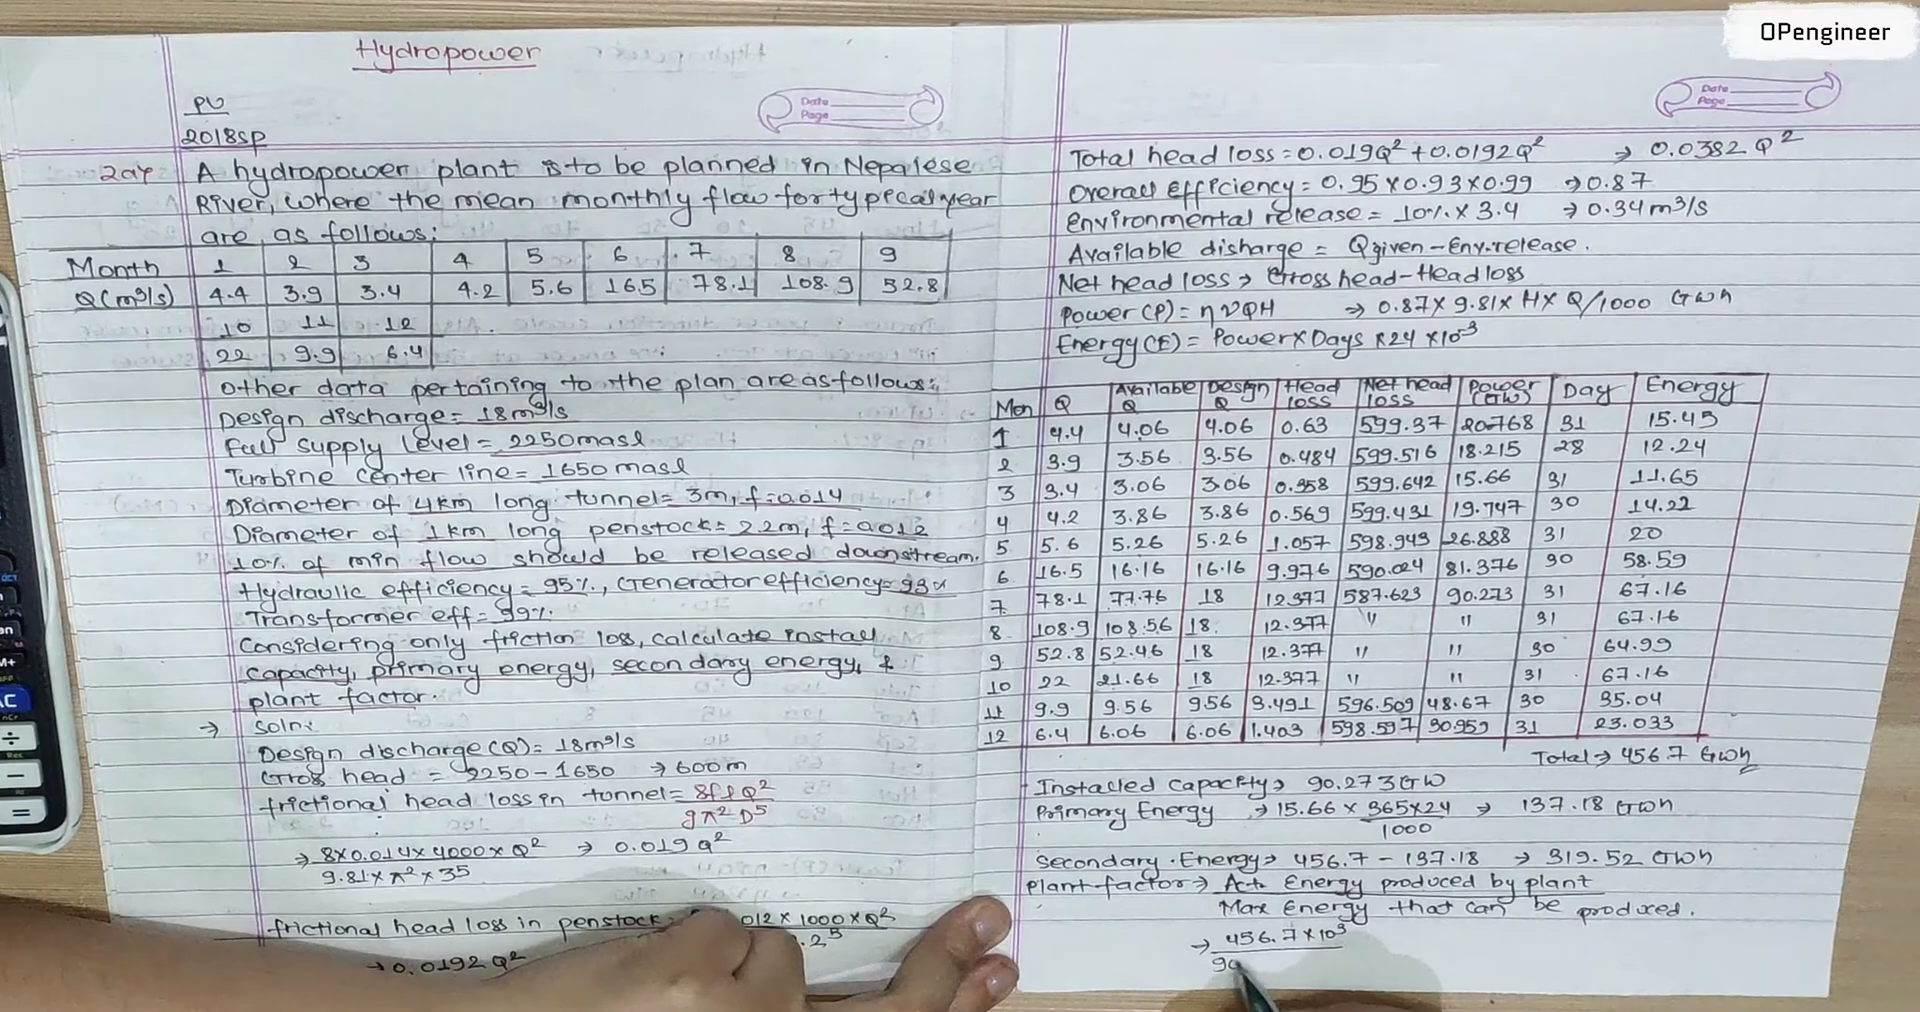 OPengineer
Hydropower
PU
2018sp
Date
Page
2a4 A hydropower plant is to be planned in Nepalese
River, where the mean monthly flow for typecal year
are as follows:
Month 1 2 3 4 5 6 7 8 9
Q(m³/s) 4.4 3.9 3.4 4.2 5.6 165 78.1 108.9 52.8
10 11 12
22 9.9 6.4
other data pertaining to the plan are as follows:
Design discharge = 18m³/s
Full supply level = 2250masl
Turbine center line = 1650 masl
Diameter of 4km long tunnel = 3m, f = 0.014
Diameter of 1km long penstock = 2.2m, f = 0.012
10% of min flow should be released downstream.
Hydraulic efficiency = 95%, Generator efficiency = 93%
Transformer eff = 99%.
Considering only friction los, calculate install
capacity, primary energy, secondary energy, &
plant factor.
→ Soln:
Design discharge (Q) = 18m³/s
Gros head = 2250 - 1650 → 600m
frictional head loss in tunnel = 8flQ²
gπ²D⁵
→ 8×0.014×4000×Q² → 0.019Q²
9.81×π²×35
frictional head loss in penstock = 012 × 1000 × Q²
.2⁵
→ 0.0192Q²
Date
Page
Total head loss = 0.019Q² + 0.0192Q² → 0.0382Q²
Overall efficiency = 0.95×0.93×0.99 → 0.87
Environmental release = 10%.× 3.4 → 0.34m³/s
Available disharge = Qgiven - Env.release.
Net head loss → Gross head - Head loss
Power (P) = ηνQH → 0.87× 9.81× H× Q/1000 Gwh
Energy (E) = Power × Days ×24 ×10⁻³
Mon Q Availabe Q Design Q Head loss Net head loss Power (GW) Day Energy
1 4.4 4.06 4.06 0.63 599.37 20.768 31 15.45
2 3.9 3.56 3.56 0.484 599.516 18.215 28 12.24
3 3.4 3.06 3.06 0.358 599.642 15.66 31 11.65
4 4.2 3.86 3.86 0.569 599.431 19.747 30 14.22
5 5.6 5.26 5.26 1.057 598.943 26.888 31 20
6 16.5 16.16 16.16 9.976 590.024 81.376 30 58.59
7 78.1 77.76 18 12.377 587.623 90.273 31 67.16
8 108.9 108.56 18. 12.377 " " 31 67.16
9 52.8 52.46 18 12.377 " " 30 64.99
10 22 21.66 18 12.377 " " 31 67.16
11 9.9 9.56 9.56 3.491 596.509 48.67 30 35.04
12 6.4 6.06 6.06 1.403 598.597 30.959 31 23.033
Total → 456.7 Gwh
Installed Capacity → 90.273 GW
Primary Energy → 15.66 × 365×24 → 137.18 Gwh
1000
Secondary Energy → 456.7 - 137.18 → 319.52 Gwh
Plant factor → Act. Energy produced by plant
Max Energy that can be produced.
→ 456.7 ×10³
90